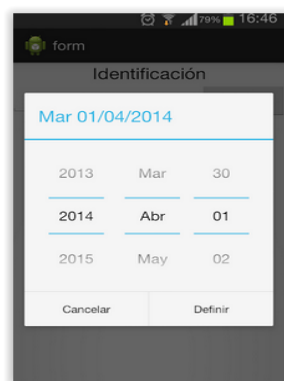 79% 16:46
form
Identificación
Mar 01/04/2014
2013 Mar 30
2014 Abr 01
2015 May 02
Cancelar Definir